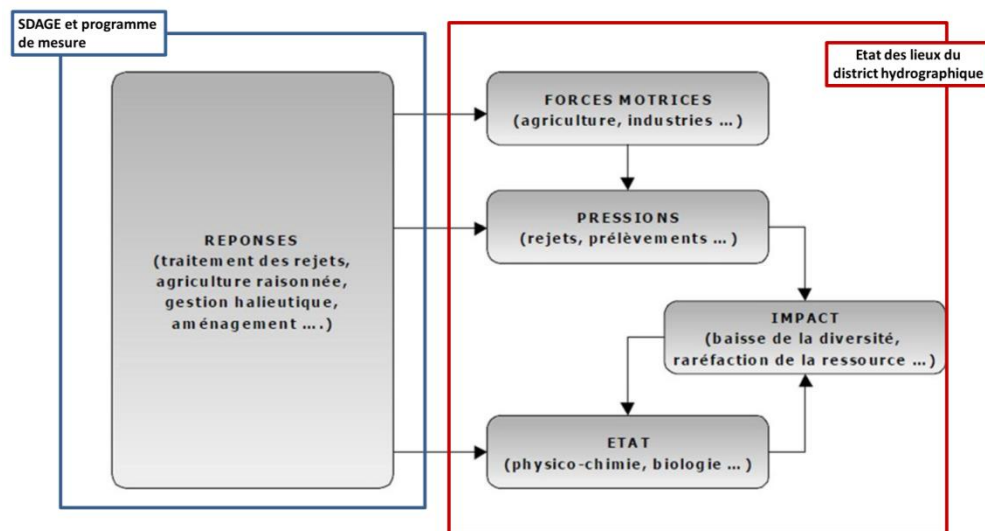 SDAGE et programme
de mesure
Etat des lieux du
district hydrographique
REPONSES
(traitement des rejets,
agriculture raisonnée,
gestion halieutique,
aménagement ….)
FORCES MOTRICES
(agriculture, industries …)
PRESSIONS
(rejets, prélèvements …)
IMPACT
(baisse de la diversité,
raréfaction de la ressource …)
ETAT
(physico-chimie, biologie …)